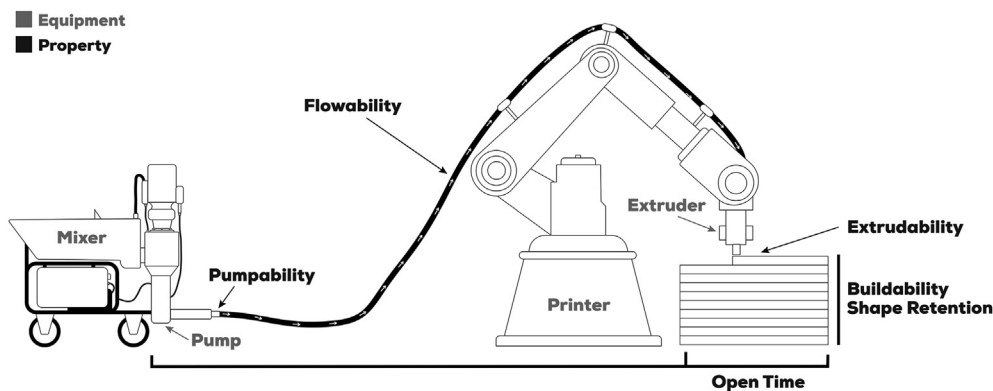 Equipment
Property
Flowability
Extruder
Extrudability
Mixer
Pumpability
Buildability
Shape Retention
Printer
Pump
Open Time